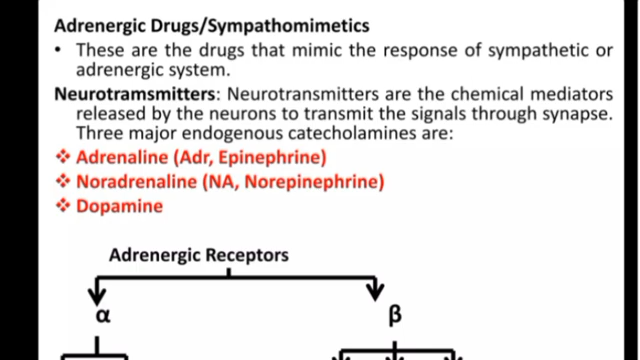 Adrenergic Drugs/Sympathomimetics
• These are the drugs that mimic the response of sympathetic or
adrenergic system.
Neurotramsmitters: Neurotransmitters are the chemical mediators
released by the neurons to transmit the signals through synapse.
Three major endogenous catecholamines are:
❖ Adrenaline (Adr, Epinephrine)
❖ Noradrenaline (NA, Norepinephrine)
❖ Dopamine
Adrenergic Receptors
α β